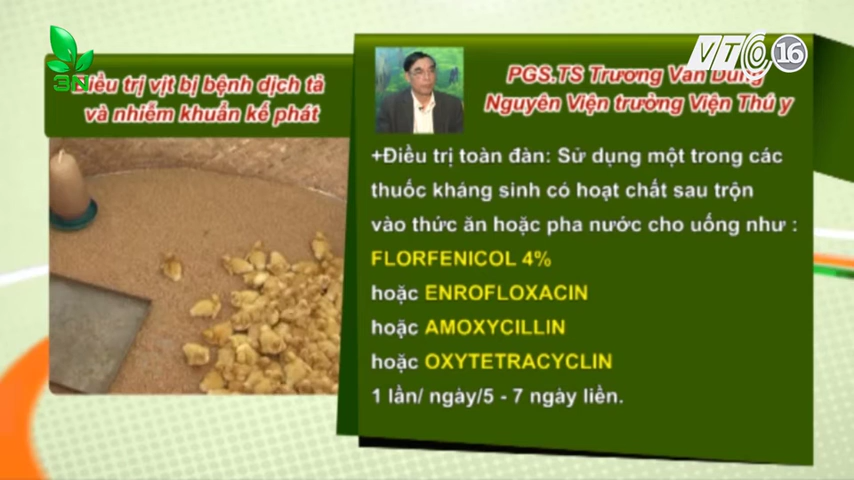 3N
VTC16
Điều trị vịt bị bệnh dịch tả
và nhiễm khuẩn kế phát
PGS.TS Trương Văn Dung
Nguyên Viện trưởng Viện Thú y
+Điều trị toàn đàn: Sử dụng một trong các
thuốc kháng sinh có hoạt chất sau trộn
vào thức ăn hoặc pha nước cho uống như :
FLORFENICOL 4%
hoặc ENROFLOXACIN
hoặc AMOXYCILLIN
hoặc OXYTETRACYCLIN
1 lần/ ngày/5 - 7 ngày liền.